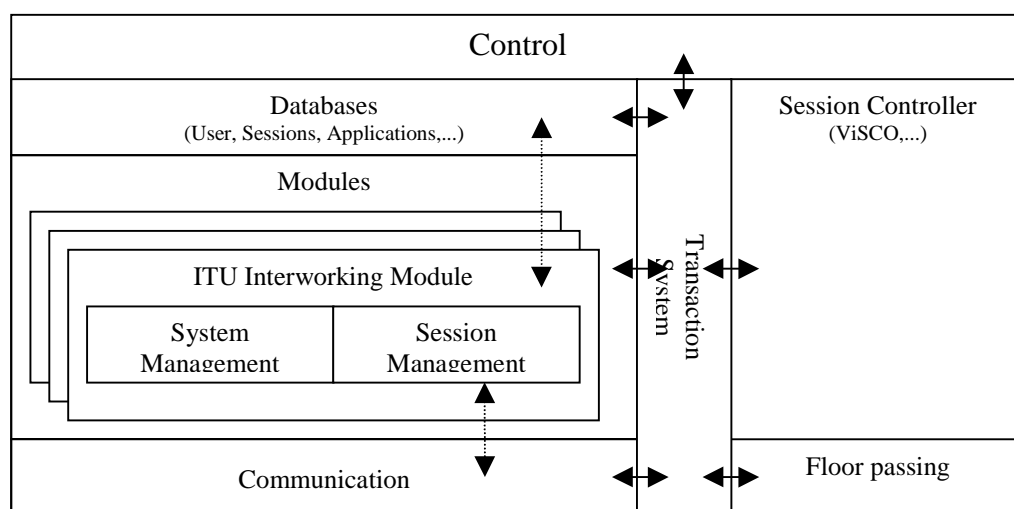 Control
Databases
(User, Sessions, Applications,...)
Session Controller
(ViSCO,...)
Modules
ITU Interworking Module
System
Management
Session
Management
Transaction
System
Communication
Floor passing